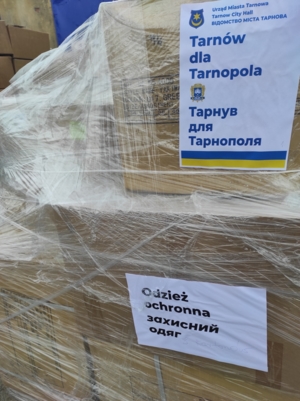 Urząd Miasta Tarnowa
Tarnow City Hall
ВІДОМСТВО МІСТА ТАРНОВА
Tarnów
dla
Tarnopola
Тарнув
для
Тарнополя
Odzież
ochronna
захисний
одяг